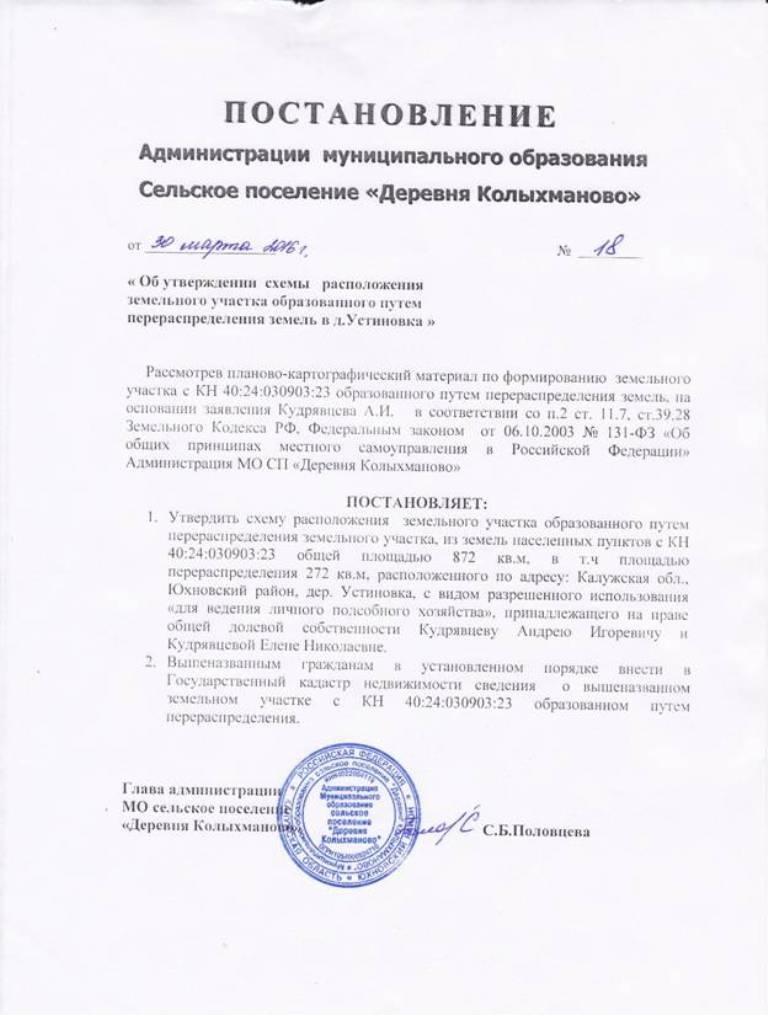 ПОСТАНОВЛЕНИЕ
Администрации муниципального образования
Сельское поселение «Деревня Колыхманово»
от 30 марта 2016 г. № 18
« Об утверждении схемы расположения
земельного участка образованного путем
перераспределения земель в д.Устиновка »
Рассмотрев планово-картографический материал по формированию земельного
участка с КН 40:24:030903:23 образованного путем перераспределения земель, на
основании заявления Кудрявцева А.И. в соответствии со п.2 ст. 11.7, ст.39.28
Земельного Кодекса РФ, Федеральным законом от 06.10.2003 № 131-ФЗ «Об
общих принципах местного самоуправления в Российской Федерации»
Администрация МО СП «Деревня Колыхманово»
ПОСТАНОВЛЯЕТ:
1. Утвердить схему расположения земельного участка образованного путем
перераспределения земельного участка, из земель населенных пунктов с КН
40:24:030903:23 общей площадью 872 кв.м, в т.ч площадью
перераспределения 272 кв.м, расположенного по адресу: Калужская обл.,
Юхновский район, дер. Устиновка, с видом разрешенного использования
«для ведения личного подсобного хозяйства», принадлежащего на праве
общей долевой собственности Кудрявцеву Андрею Игоревичу и
Кудрявцевой Елене Николаевне.
2. Вышеназванным гражданам в установленном порядке внести в
Государственный кадастр недвижимости сведения о вышеназванном
земельном участке с КН 40:24:030903:23 образованном путем
перераспределения.
Глава администрации
МО сельское поселение
«Деревня Колыхманово» С.Б.Половцева
РОССИЙСКАЯ ФЕДЕРАЦИЯ
КАЛУЖСКАЯ ОБЛАСТЬ * ЮХНОВСКИЙ РАЙОН
Администрация
Муниципального
образование
сельское
поселение
"Деревня
Колыхманово"